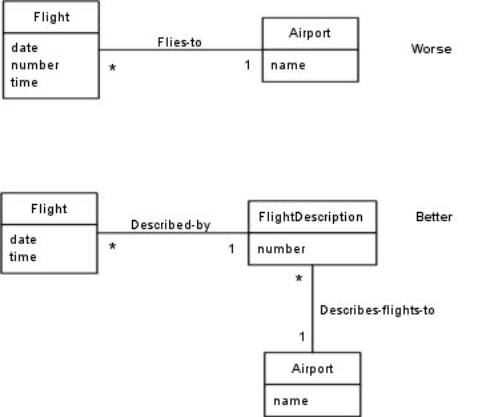 Flight
date
number
time
Flies-to
*
1
Airport
name
Worse
Flight
date
time
Described-by
*
1
FlightDescription
number
Better
*
Describes-flights-to
1
Airport
name